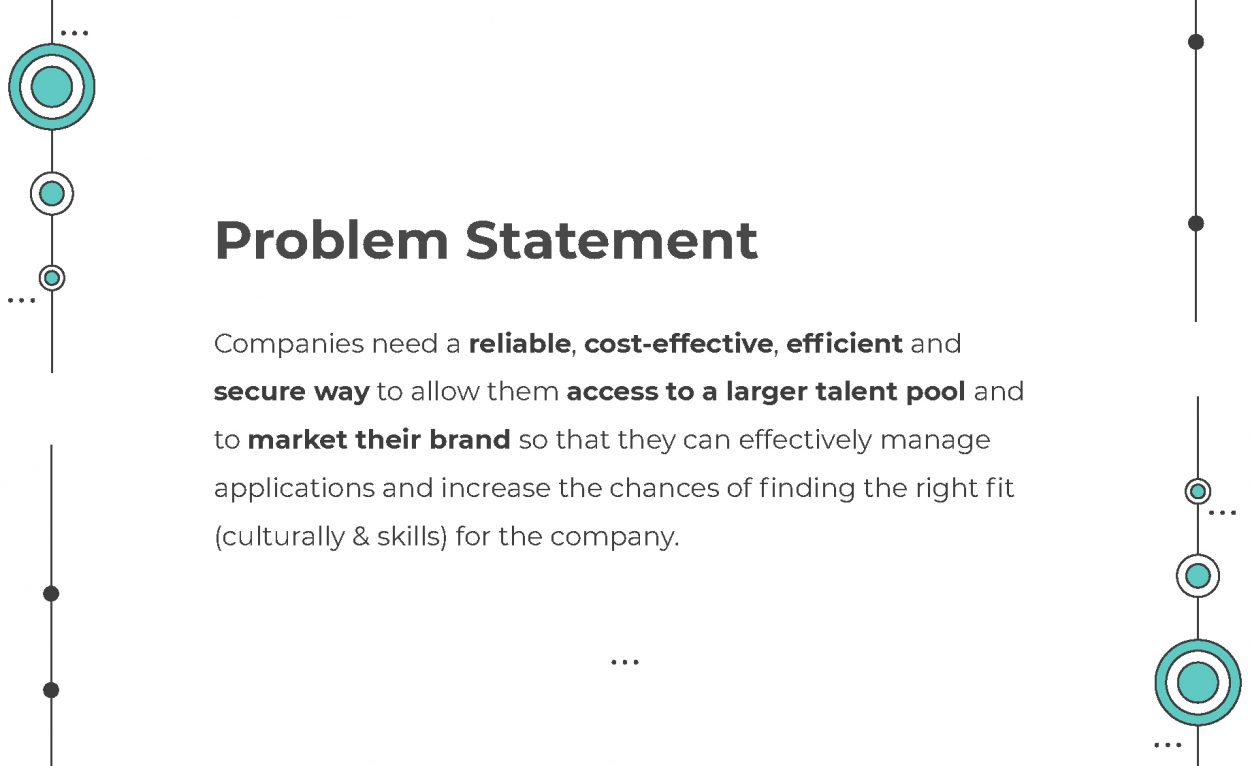 Problem Statement
Companies need a reliable, cost-effective, efficient and
secure way to allow them access to a larger talent pool and
to market their brand so that they can effectively manage
applications and increase the chances of finding the right fit
(culturally & skills) for the company.